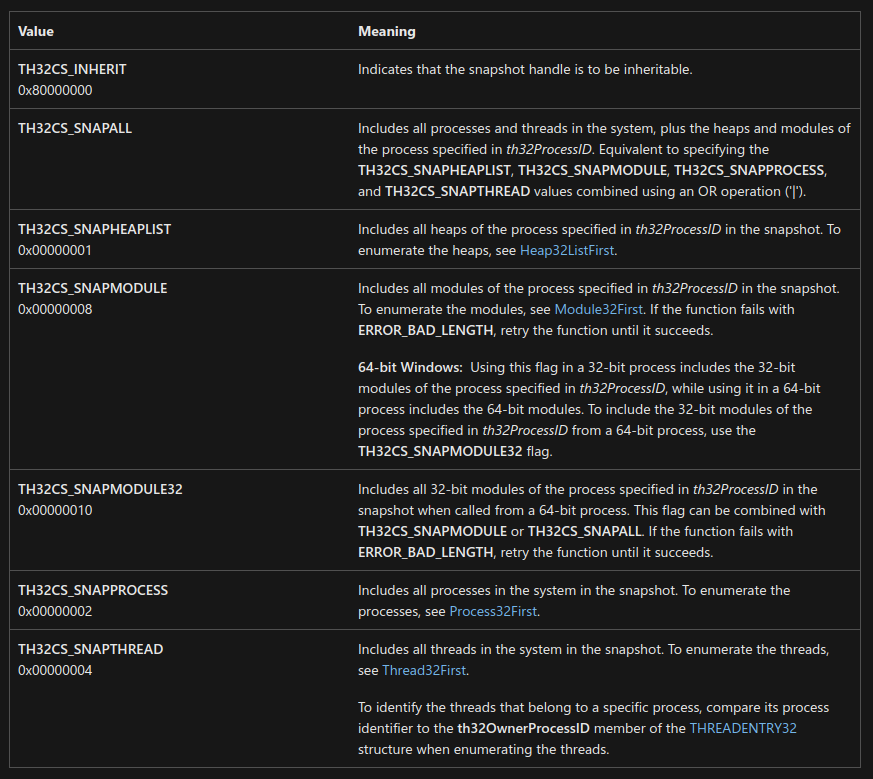 Value Meaning
TH32CS_INHERIT
0x80000000
Indicates that the snapshot handle is to be inheritable.
TH32CS_SNAPALL
Includes all processes and threads in the system, plus the heaps and modules of
the process specified in th32ProcessID. Equivalent to specifying the
TH32CS_SNAPHEAPLIST, TH32CS_SNAPMODULE, TH32CS_SNAPPROCESS,
and TH32CS_SNAPTHREAD values combined using an OR operation ('|').
TH32CS_SNAPHEAPLIST
0x00000001
Includes all heaps of the process specified in th32ProcessID in the snapshot. To
enumerate the heaps, see Heap32ListFirst.
TH32CS_SNAPMODULE
0x00000008
Includes all modules of the process specified in th32ProcessID in the snapshot.
To enumerate the modules, see Module32First. If the function fails with
ERROR_BAD_LENGTH, retry the function until it succeeds.
64-bit Windows: Using this flag in a 32-bit process includes the 32-bit
modules of the process specified in th32ProcessID, while using it in a 64-bit
process includes the 64-bit modules. To include the 32-bit modules of the
process specified in th32ProcessID from a 64-bit process, use the
TH32CS_SNAPMODULE32 flag.
TH32CS_SNAPMODULE32
0x00000010
Includes all 32-bit modules of the process specified in th32ProcessID in the
snapshot when called from a 64-bit process. This flag can be combined with
TH32CS_SNAPMODULE or TH32CS_SNAPALL. If the function fails with
ERROR_BAD_LENGTH, retry the function until it succeeds.
TH32CS_SNAPPROCESS
0x00000002
Includes all processes in the system in the snapshot. To enumerate the
processes, see Process32First.
TH32CS_SNAPTHREAD
0x00000004
Includes all threads in the system in the snapshot. To enumerate the threads,
see Thread32First.
To identify the threads that belong to a specific process, compare its process
identifier to the th32OwnerProcessID member of the THREADENTRY32
structure when enumerating the threads.